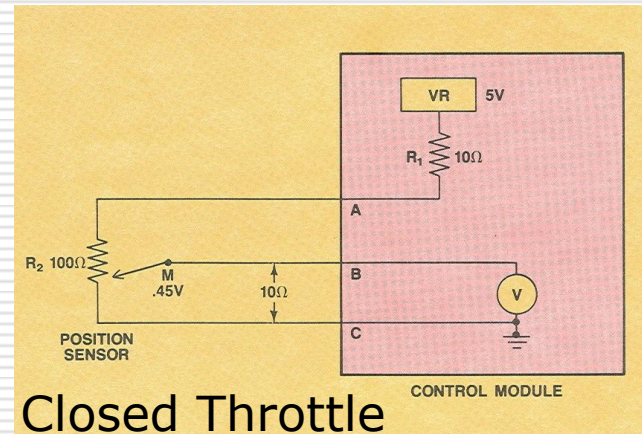 VR 5V
R₁ 10Ω
A
R₂ 100Ω
M
.45V
10Ω
B
V
C
POSITION
SENSOR
CONTROL MODULE
Closed Throttle